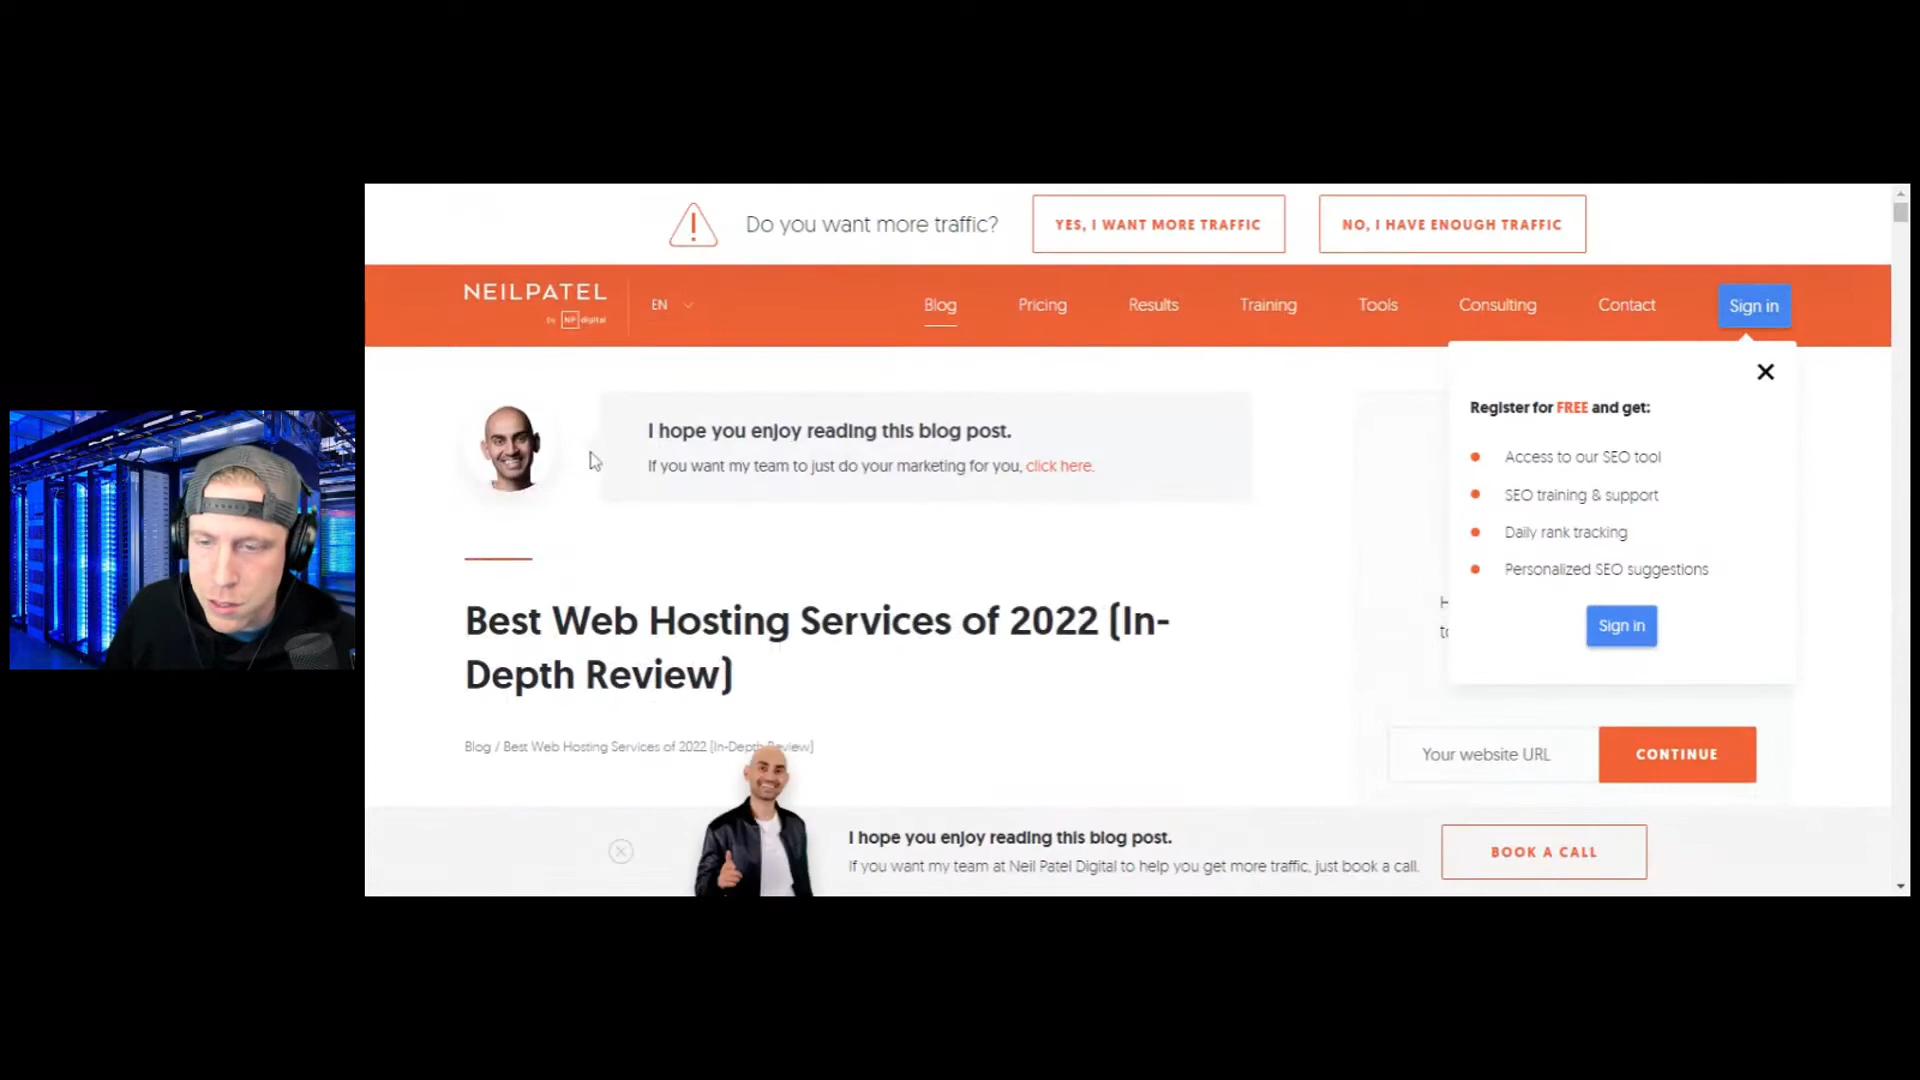 Do you want more traffic?
YES, I WANT MORE TRAFFIC
NO, I HAVE ENOUGH TRAFFIC
NEILPATEL
by NP digital
EN
Blog
Pricing
Results
Training
Tools
Consulting
Contact
Sign in
I hope you enjoy reading this blog post.
If you want my team to just do your marketing for you, click here.
Register for FREE and get:
Access to our SEO tool
SEO training & support
Daily rank tracking
Personalized SEO suggestions
Sign in
Best Web Hosting Services of 2022 (In-
Depth Review)
Blog / Best Web Hosting Services of 2022 (In-Depth Review)
Your website URL
CONTINUE
I hope you enjoy reading this blog post.
If you want my team at Neil Patel Digital to help you get more traffic, just book a call.
BOOK A CALL